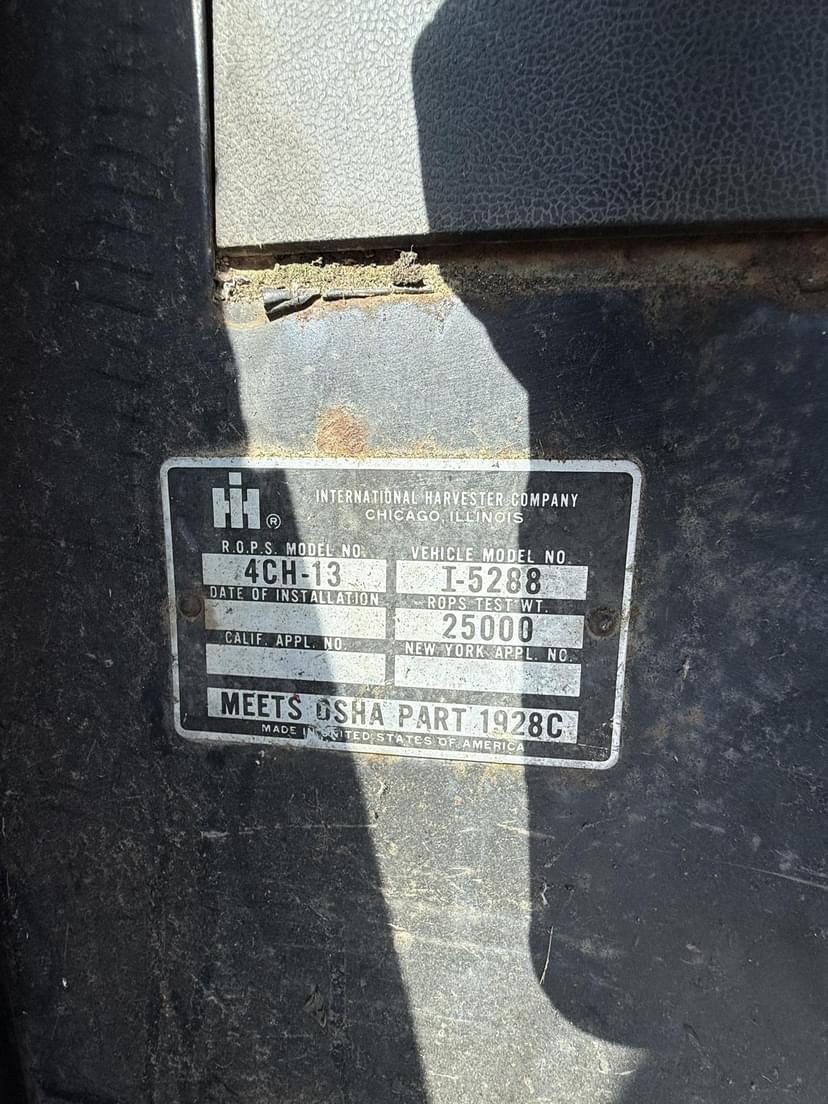 IH ®
INTERNATIONAL HARVESTER COMPANY
CHICAGO, ILLINOIS
R.O.P.S. MODEL NO. VEHICLE MODEL NO.
4CH-13 I-5288
DATE OF INSTALLATION ROPS TEST WT.
25000
CALIF. APPL. NO. NEW YORK APPL. NO.
MEETS OSHA PART 1928C
MADE IN UNITED STATES OF AMERICA